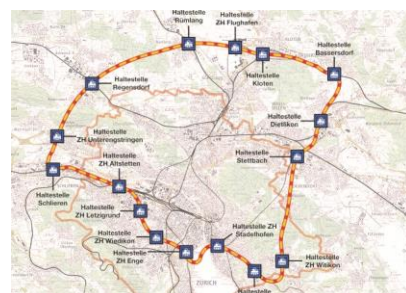 Haltestelle
Rümlang
Haltestelle
ZH Flughafen
Haltestelle
Kloten
Haltestelle
Bassersdorf
Haltestelle
Regensdorf
Haltestelle
Dietlikon
Haltestelle
ZH Unterengstringen
Haltestelle
ZH Altstetten
Haltestelle
Stettbach
Haltestelle
Schlieren
Haltestelle
ZH Letzigrund
Haltestelle
ZH Wiedikon
Haltestelle ZH
Stadelhofen
Haltestelle
ZH Enge
Haltestelle
ZH Witikon
ZÜRICH
Haltestelle